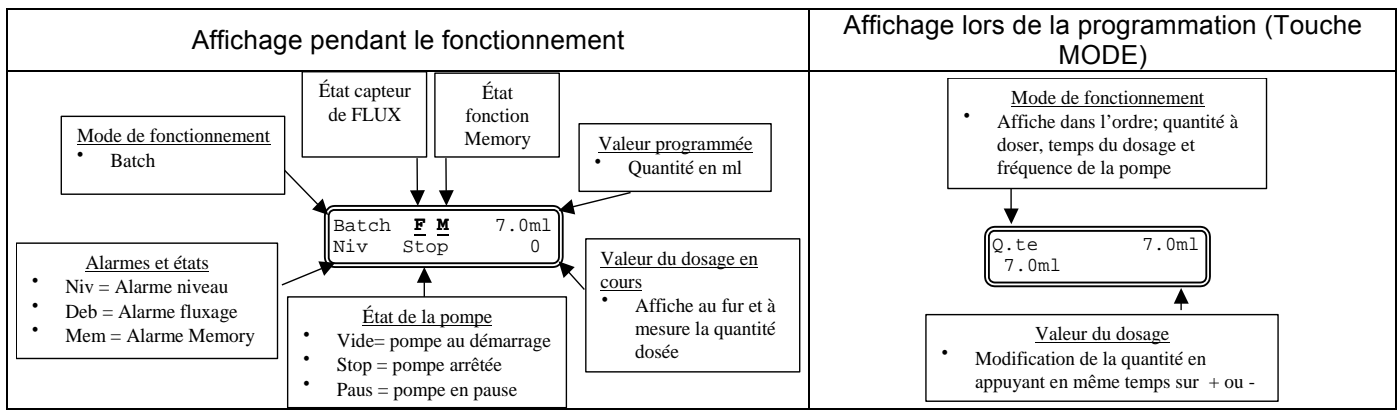 Affichage pendant le fonctionnement
Affichage lors de la programmation (Touche
MODE)
État capteur
de FLUX
État
fonction
Memory
Mode de fonctionnement
• Batch
Valeur programmée
• Quantité en ml
Batch F M 7.0ml
Niv Stop 0
Alarmes et états
• Niv = Alarme niveau
• Deb = Alarme fluxage
• Mem = Alarme Memory
État de la pompe
• Vide= pompe au démarrage
• Stop = pompe arrêtée
• Paus = pompe en pause
Valeur du dosage en
cours
• Affiche au fur et à
mesure la quantité
dosée
Mode de fonctionnement
• Affiche dans l’ordre; quantité à
doser, temps du dosage et
fréquence de la pompe
Q.te 7.0ml
7.0ml
Valeur du dosage
• Modification de la quantité en
appuyant en même temps sur + ou -